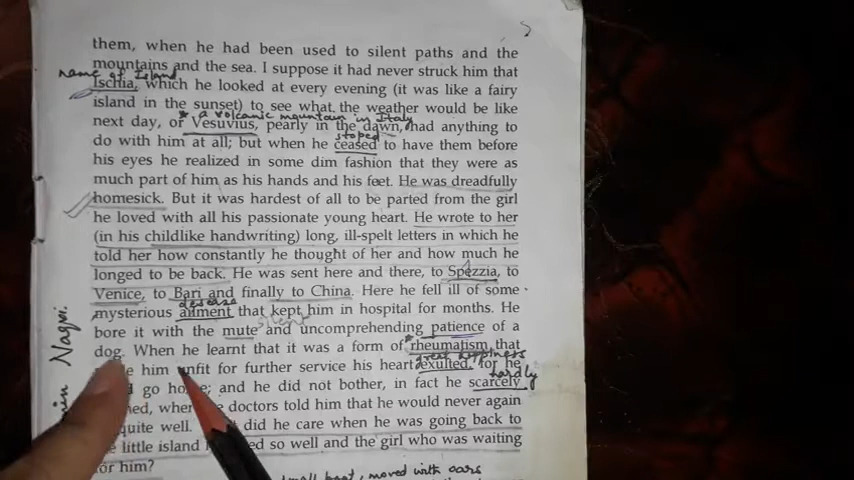 them, when he had been used to silent paths and the
mountains and the sea. I suppose it had never struck him that
name of Island
Ischia, which he looked at every evening (it was like a fairy
island in the sunset) to see what the weather would be like
a volcanic mountain in Italy
next day, or Vesuvius, pearly in the dawn, had anything to
stoped
do with him at all; but when he ceased to have them before
his eyes he realized in some dim fashion that they were as
much part of him as his hands and his feet. He was dreadfully
homesick. But it was hardest of all to be parted from the girl
he loved with all his passionate young heart. He wrote to her
(in his childlike handwriting) long, ill-spelt letters in which he
told her how constantly he thought of her and how much he
longed to be back. He was sent here and there, to Spezzia, to
Venice, to Bari and finally to China. Here he fell ill of some
desease
mysterious ailment that kept him in hospital for months. He
silent
bore it with the mute and uncomprehending patience of a
dog. When he learnt that it was a form of rheumatism that
great happiness
him unfit for further service his heart exulted, for he
hardly
go home; and he did not bother, in fact he scarcely
when doctors told him that he would never again
quite well. did he care when he was going back to
little island so well and the girl who was waiting
for him?
small boat, moved with oars
Naqvi.